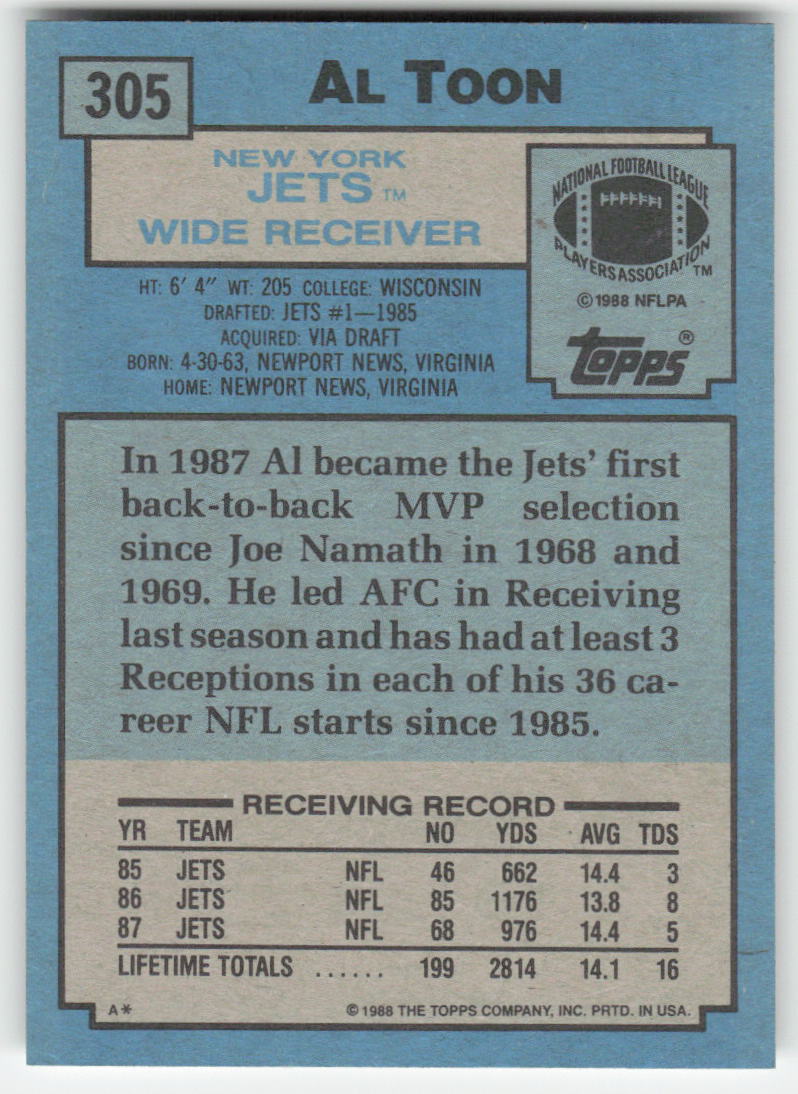 305
AL TOON
NEW YORK
JETS TM
WIDE RECEIVER
NATIONAL FOOTBALL LEAGUE
PLAYERS ASSOCIATION TM
©1988 NFLPA
topps®
HT: 6' 4" WT: 205 COLLEGE: WISCONSIN
DRAFTED: JETS #1—1985
ACQUIRED: VIA DRAFT
BORN: 4-30-63, NEWPORT NEWS, VIRGINIA
HOME: NEWPORT NEWS, VIRGINIA
In 1987 Al became the Jets' first
back-to-back MVP selection
since Joe Namath in 1968 and
1969. He led AFC in Receiving
last season and has had at least 3
Receptions in each of his 36 ca-
reer NFL starts since 1985.
RECEIVING RECORD
YR TEAM NO YDS AVG TDS
85 JETS NFL 46 662 14.4 3
86 JETS NFL 85 1176 13.8 8
87 JETS NFL 68 976 14.4 5
LIFETIME TOTALS ...... 199 2814 14.1 16
A* ©1988 THE TOPPS COMPANY, INC. PRTD. IN USA.